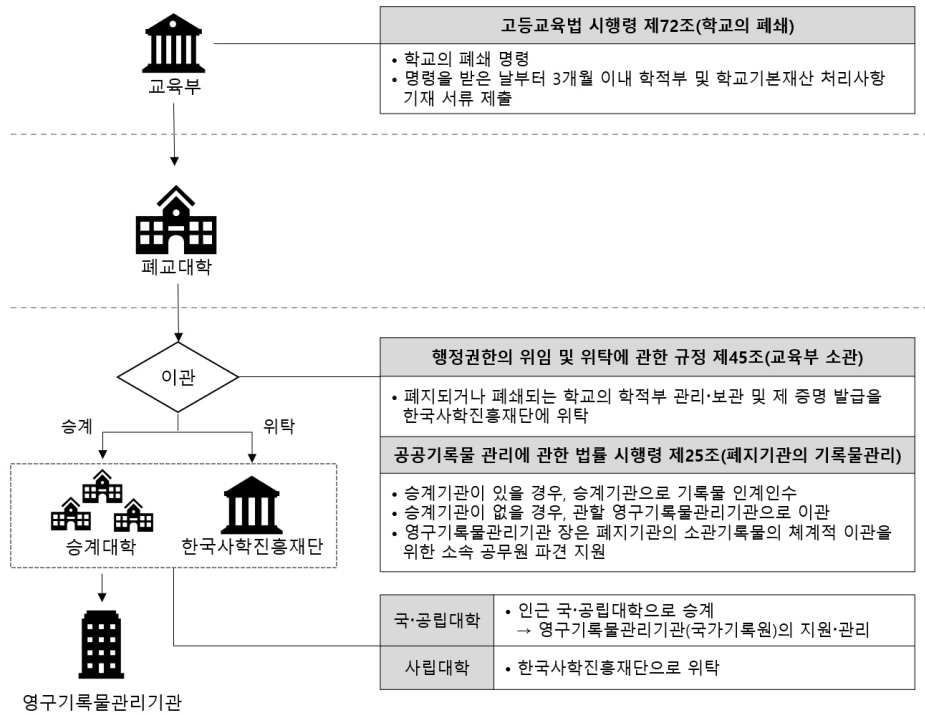 고등교육법 시행령 제72조(학교의 폐쇄)
• 학교의 폐쇄 명령
• 명령을 받은 날부터 3개월 이내 학적부 및 학교기본재산 처리사항
기재 서류 제출
교육부
폐교대학
이관
승계
위탁
행정권한의 위임 및 위탁에 관한 규정 제45조(교육부 소관)
• 폐지되거나 폐쇄되는 학교의 학적부 관리·보관 및 제 증명 발급을
한국사학진흥재단에 위탁
공공기록물 관리에 관한 법률 시행령 제25조(폐지기관의 기록물관리)
• 승계기관이 있을 경우, 승계기관으로 기록물 인계인수
• 승계기관이 없을 경우, 관할 영구기록물관리기관으로 이관
• 영구기록물관리기관 장은 폐지기관의 소관기록물의 쳬계적 이관을
위한 소속 공무원 파견 지원
승계대학
한국사학진흥재단
국·공립대학
• 인근 국·공립대학으로 승계
→ 영구기록물관리기관(국가기록원)의 지원·관리
사립대학
• 한국사학진흥재단으로 위탁
영구기록물관리기관